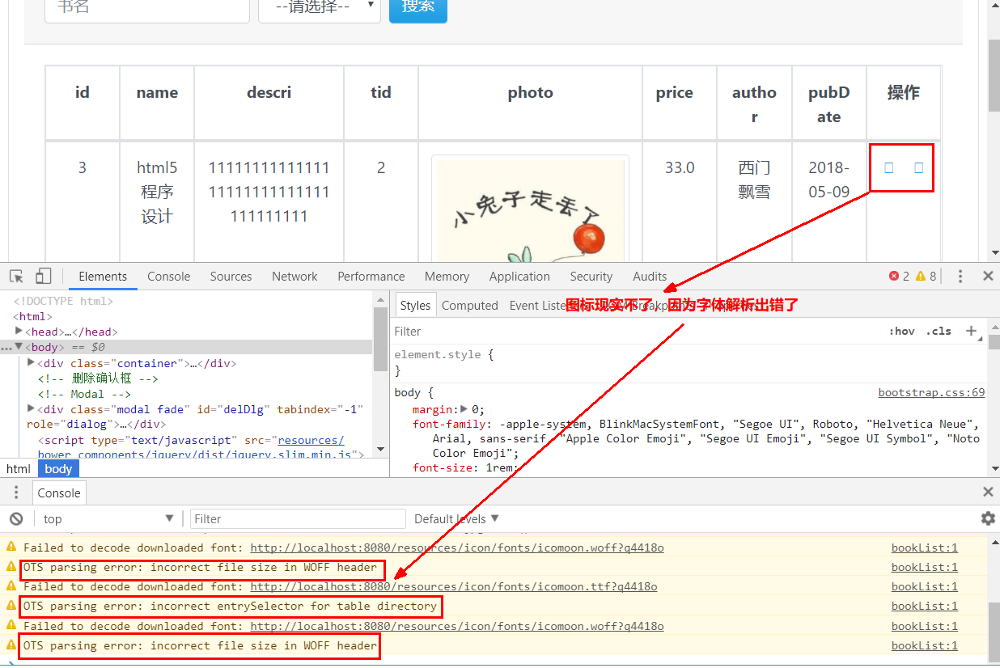 书名
--请选择--
搜索
id name descri tid photo price autho pubD 操作
r ate
3 html5 11111111111111 2 33.0 西门 2018-
程序 11111111111111 飘雪 05-09
设计 111111111
小兔子走丢了
Elements Console Sources Network Performance Memory Application Security Audits 2 8
<!DOCTYPE html>
<html>
<head>…</head>
<body> == $0
<div class="container">…</div>
<!-- 删除确认框 -->
<!-- Modal -->
<div class="modal fade" id="delDlg" tabindex="-1"
role="dialog">…</div>
<script type="text/javascript" src="resources/
bower_components/jquery/dist/jquery.slim.min.js">
html body
Styles Computed Event Liste
图标现实不了，因为字体解析出错了
Filter :hov .cls +
element.style {
}
body { bootstrap.css:69
margin: 0;
font-family: -apple-system, BlinkMacSystemFont, "Segoe UI", Roboto, "Helvetica Neue",
Arial, sans-serif, "Apple Color Emoji", "Segoe UI Emoji", "Segoe UI Symbol", "Noto
Color Emoji";
font-size: 1rem;
Console
top Filter Default levels
Failed to decode downloaded font: http://localhost:8080/resources/icon/fonts/icomoon.woff?q4418o bookList:1
OTS parsing error: incorrect file size in WOFF header bookList:1
Failed to decode downloaded font: http://localhost:8080/resources/icon/fonts/icomoon.ttf?q4418o bookList:1
OTS parsing error: incorrect entrySelector for table directory bookList:1
Failed to decode downloaded font: http://localhost:8080/resources/icon/fonts/icomoon.woff?q4418o bookList:1
OTS parsing error: incorrect file size in WOFF header bookList:1